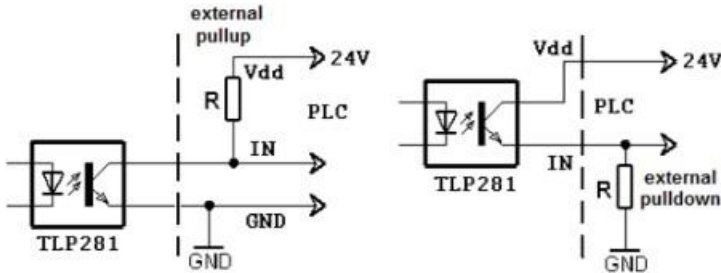 external
pullup
Vdd
24V
R
PLC
IN
GND
TLP281
GND
Vdd
24V
PLC
IN
TLP281
R
external
pulldown
GND